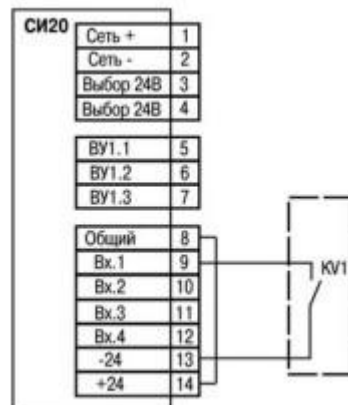 СИ20
Сеть + 1
Сеть - 2
Выбор 24В 3
Выбор 24В 4
ВУ1.1 5
ВУ1.2 6
ВУ1.3 7
Общий 8
Вх.1 9
Вх.2 10
Вх.3 11
Вх.4 12
-24 13
+24 14
KV1